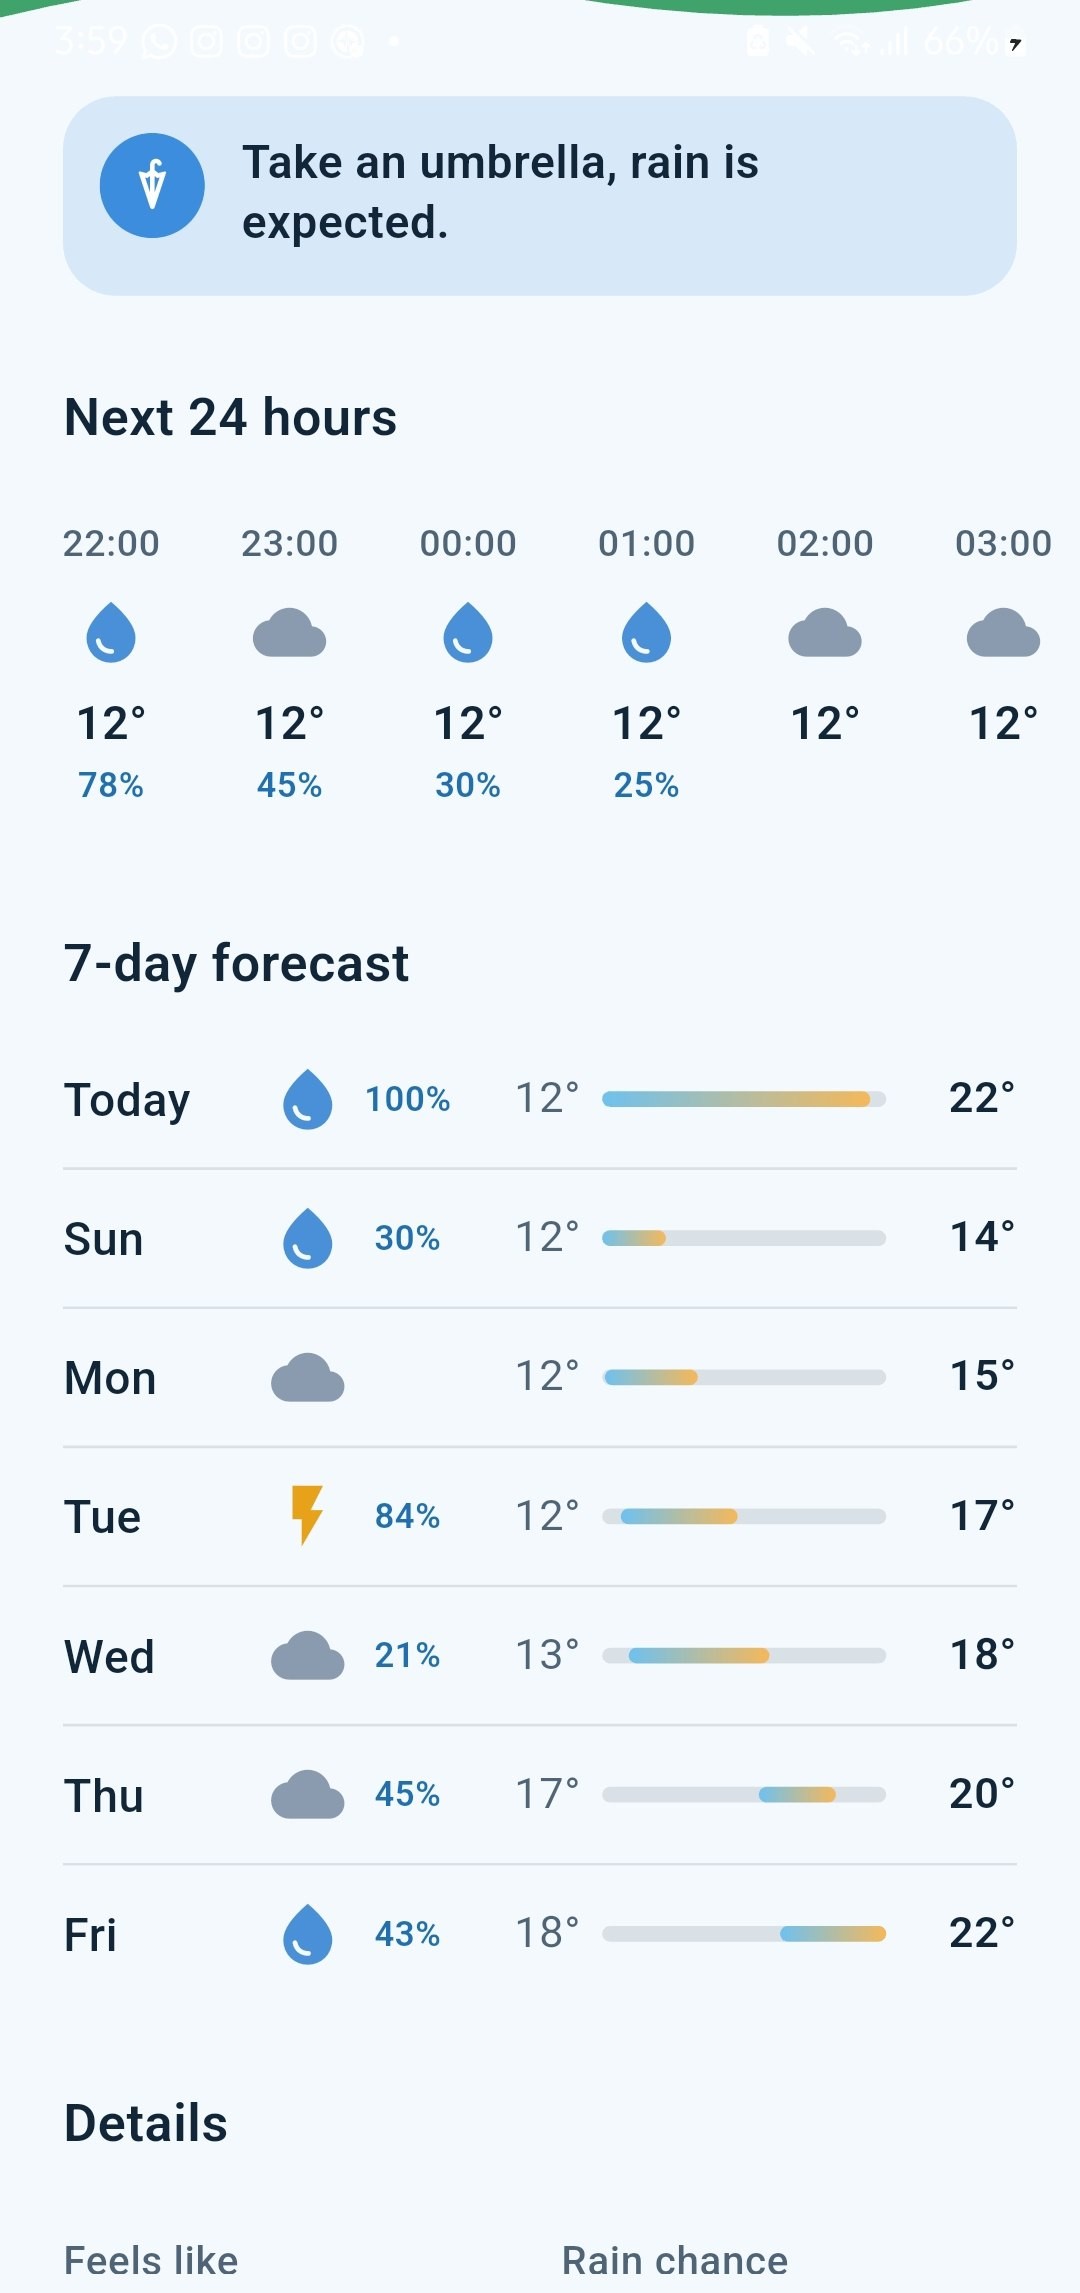 3:59
66%
Take an umbrella, rain is
expected.
Next 24 hours
22:00 23:00 00:00 01:00 02:00 03:00
12° 12° 12° 12° 12° 12°
78% 45% 30% 25%
7-day forecast
Today 100% 12° 22°
Sun 30% 12° 14°
Mon 12° 15°
Tue 84% 12° 17°
Wed 21% 13° 18°
Thu 45% 17° 20°
Fri 43% 18° 22°
Details
Feels like Rain chance